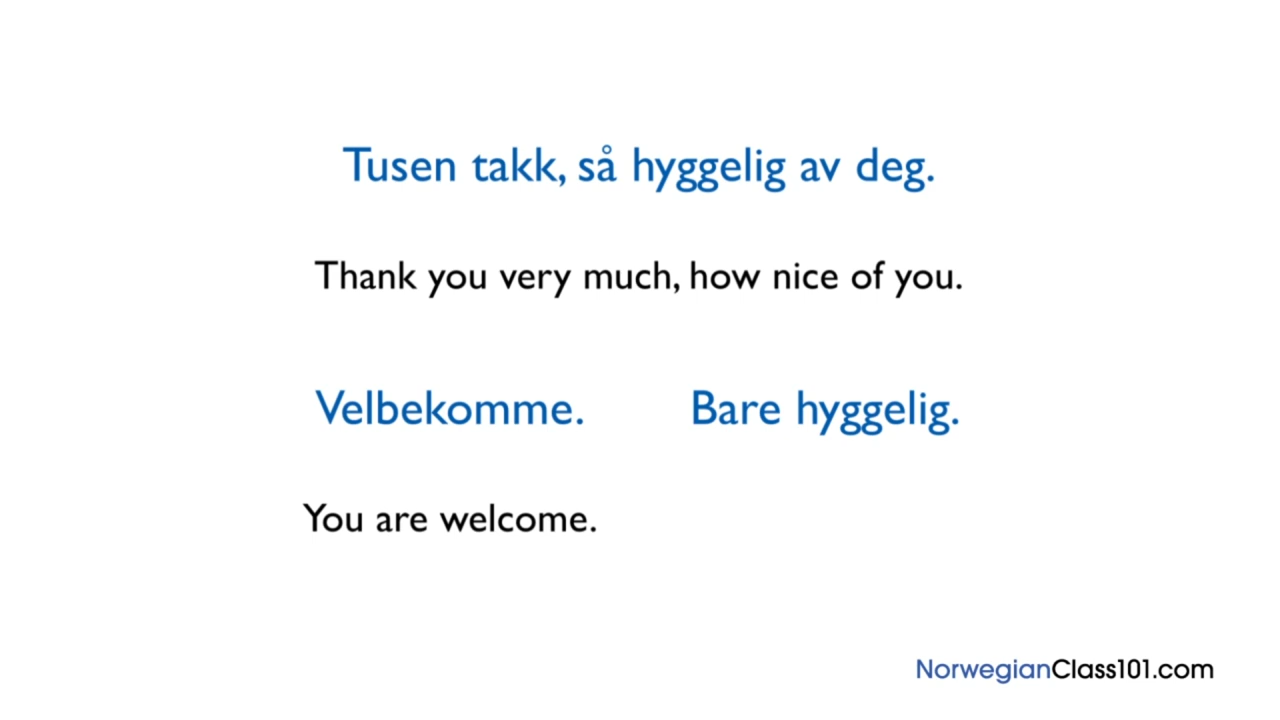 Tusen takk, så hyggelig av deg.
Thank you very much, how nice of you.
Velbekomme. Bare hyggelig.
You are welcome.
NorwegianClass101.com